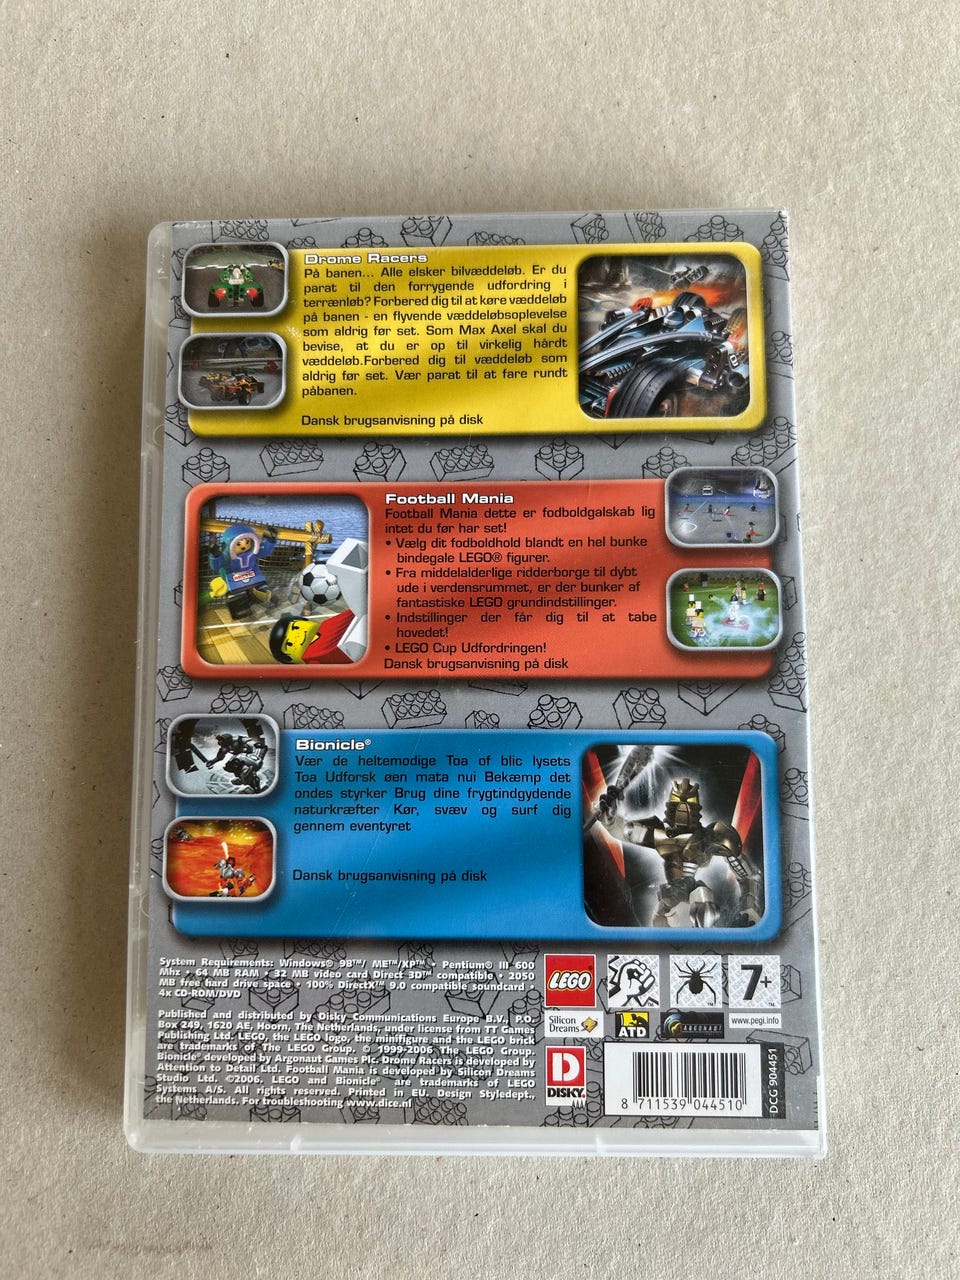 Drome Racers
På banen... Alle elsker bilvæddeløb. Er du
parat til den forrygende udfordring i
terrænløb? Forbered dig til at køre væddeløb
på banen - en flyvende væddeløbsoplevelse
som aldrig før set. Som Max Axel skal du
bevise, at du er op til virkelig hårdt
væddeløb.Forbered dig til væddeløb som
aldrig før set. Vær parat til at fare rundt
påbanen.
Dansk brugsanvisning på disk
Football Mania
Football Mania dette er fodboldgalskab lig
intet du før har set!
• Vælg dit fodboldhold blandt en hel bunke
bindegale LEGO® figurer.
• Fra middelalderlige ridderborge til dybt
ude i verdensrummet, er der bunker af
fantastiske LEGO grundindstillinger.
• Indstillinger der får dig til at tabe
hovedet!
• LEGO Cup Udfordringen!
Dansk brugsanvisning på disk
Bionicle®
Vær de heltemodige Toa of blic lysets
Toa Udforsk øen mata nui Bekæmp det
ondes styrker Brug dine frygtindgydende
naturkræfter Kør, svæv og surf dig
gennem eventyret
Dansk brugsanvisning på disk
System Requirements: Windows® 98™/ ME™/XP™ • Pentium® III 600
Mhz • 64 MB RAM • 32 MB video card Direct 3D™ compatible • 2050
MB free hard drive space • 100% DirectX™ 9.0 compatible soundcard •
4x CD-ROM/DVD
Published and distributed by Disky Communications Europe B.V., P.O.
Box 249, 1620 AE, Hoorn, The Netherlands, under license from TT Games
Publishing Ltd. LEGO, the LEGO logo, the minifigure and the LEGO brick
are trademarks of The LEGO Group. © 1999-2006 The LEGO Group.
Bionicle® developed by Argonaut Games Plc. Drome Racers is developed by
Attention to Detail Ltd. Football Mania is developed by Silicon Dreams
Studio Ltd. ©2006. LEGO and Bionicle® are trademarks of LEGO
Systems A/S. All rights reserved. Printed in EU. Design Styledept.,
the Netherlands. For troubleshooting www.dice.nl
LEGO
7+
™
™
™
Silicon
Dreams
ATD
ARGONAUT
www.pegi.info
D
DISKY.
8 711539 044510
DCG 904451